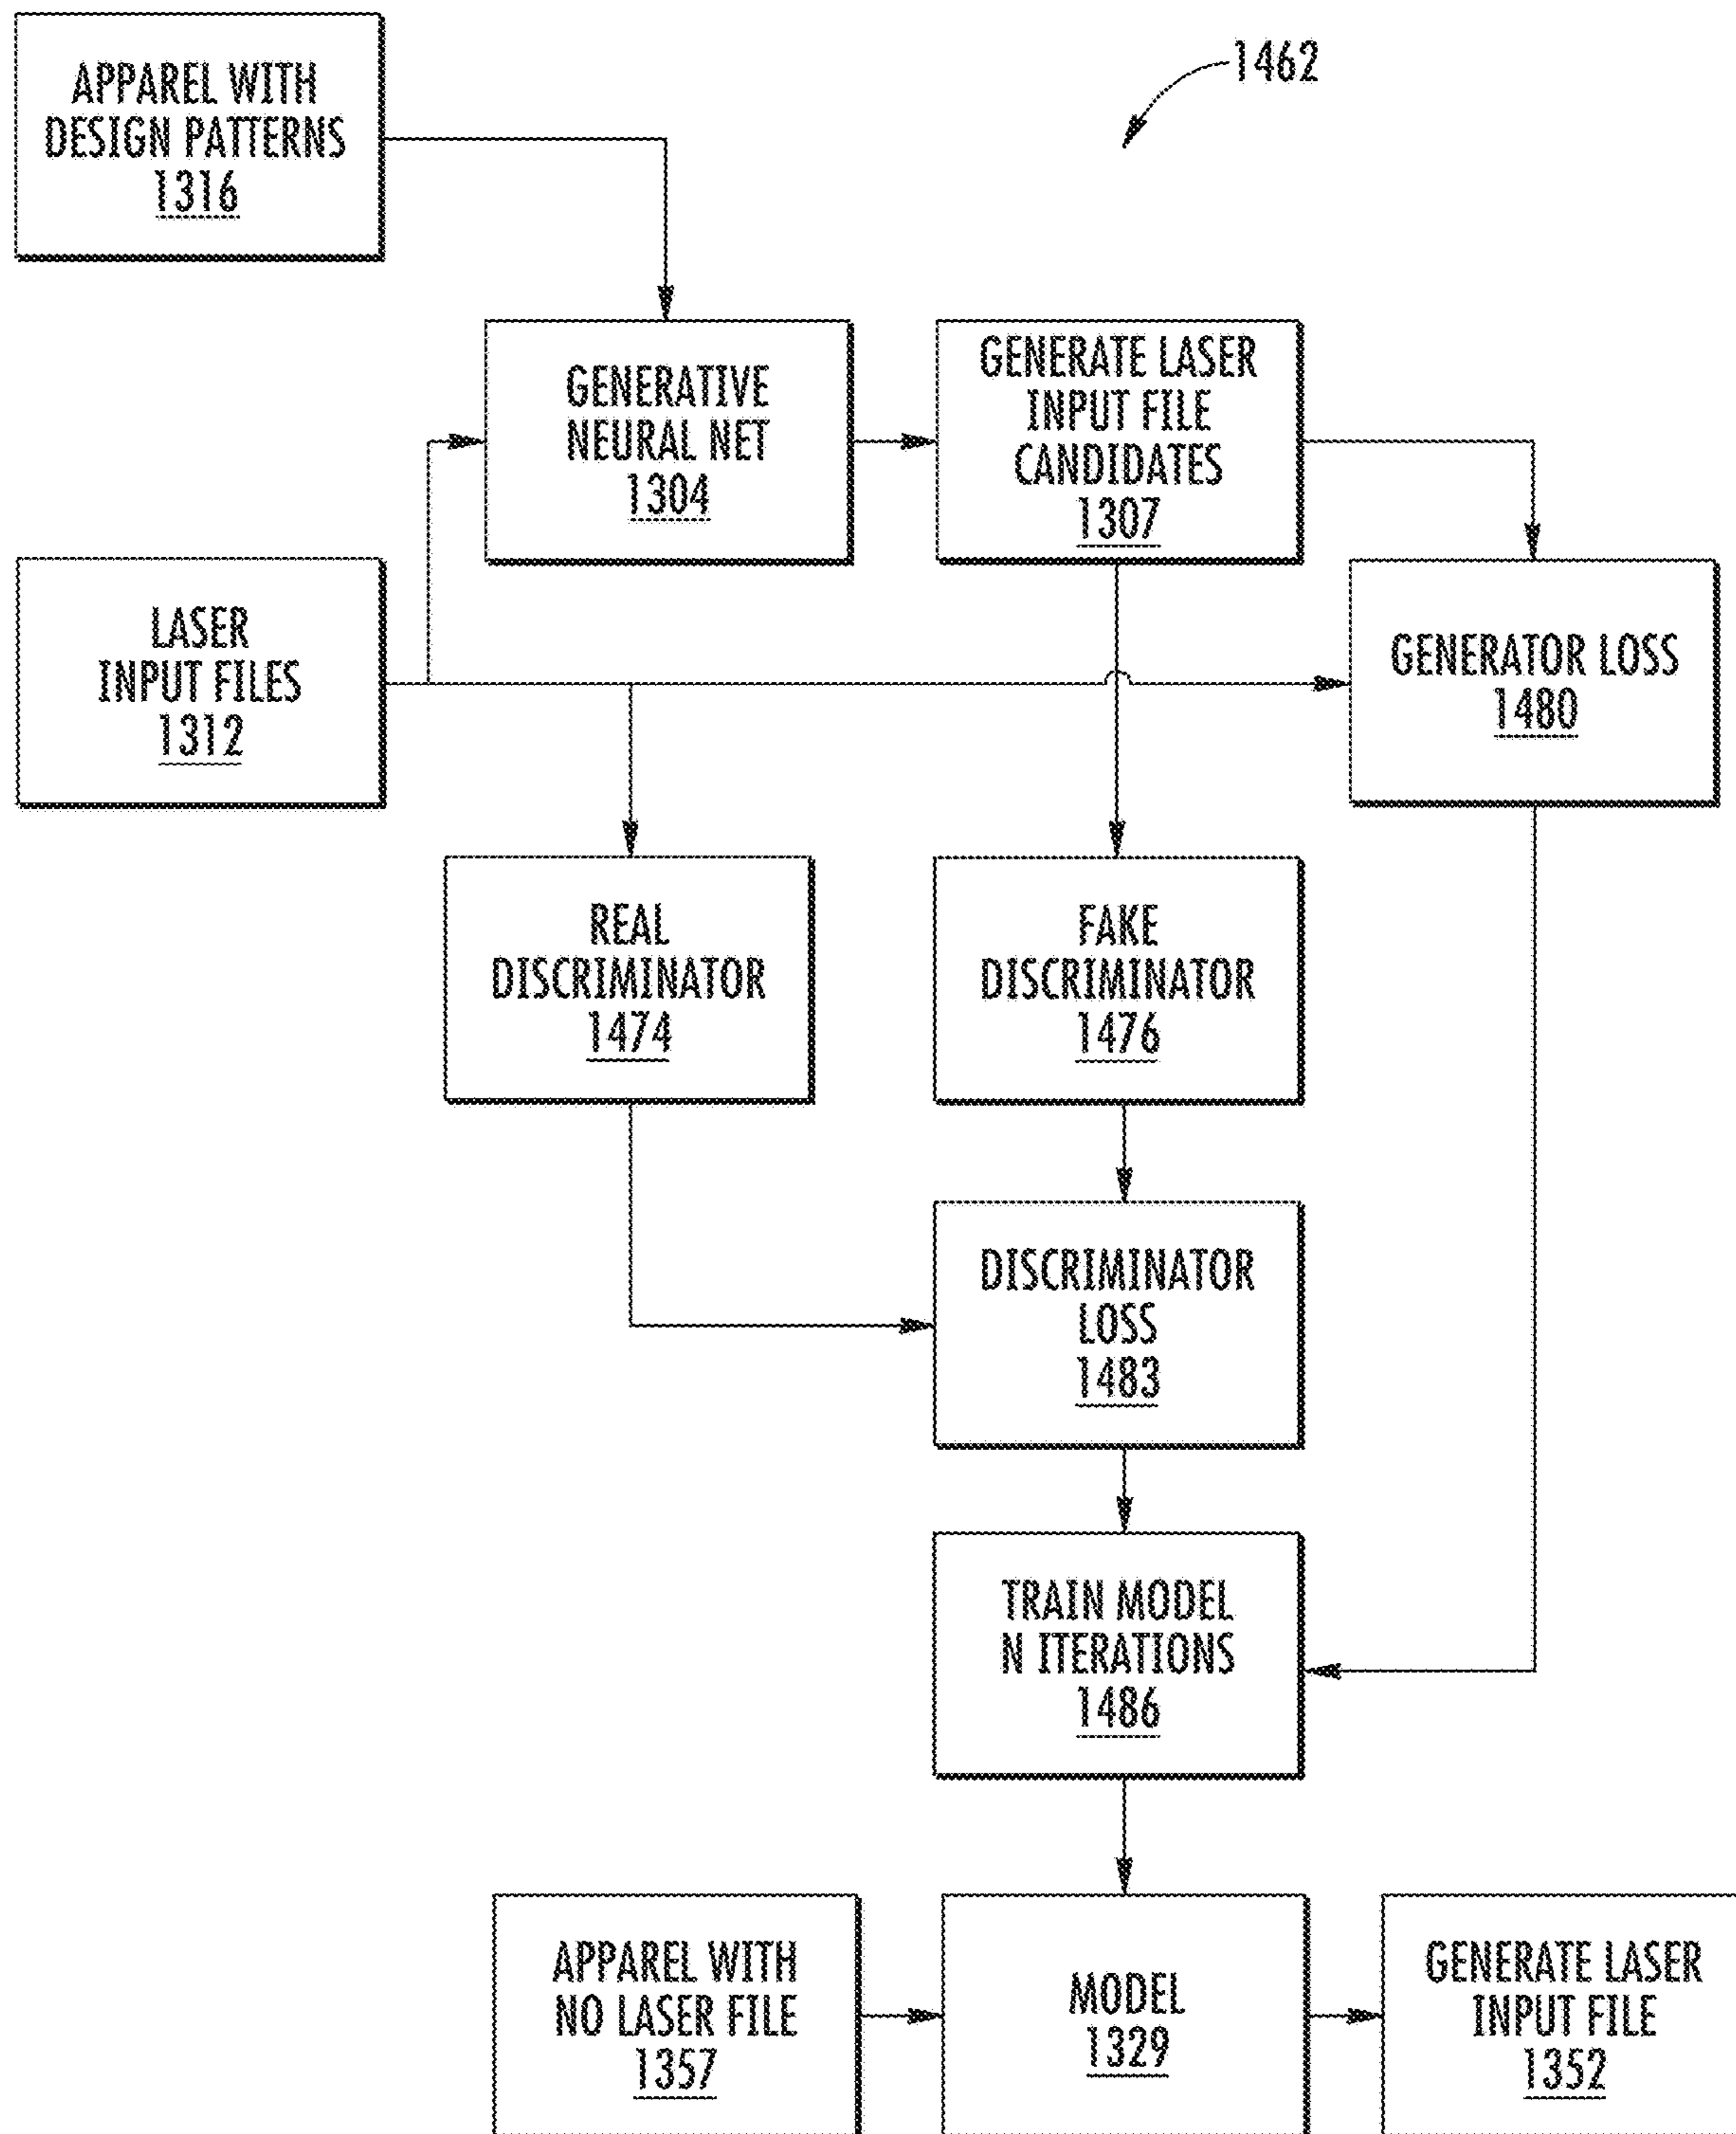 1462
APPAREL WITH
DESIGN PATTERNS
1316
GENERATIVE
NEURAL NET
1304
GENERATE LASER
INPUT FILE
CANDIDATES
1307
LASER
INPUT FILES
1312
GENERATOR LOSS
1480
REAL
DISCRIMINATOR
1474
FAKE
DISCRIMINATOR
1476
DISCRIMINATOR
LOSS
1483
TRAIN MODEL
N ITERATIONS
1486
APPAREL WITH
NO LASER FILE
1357
MODEL
1329
GENERATE LASER
INPUT FILE
1352